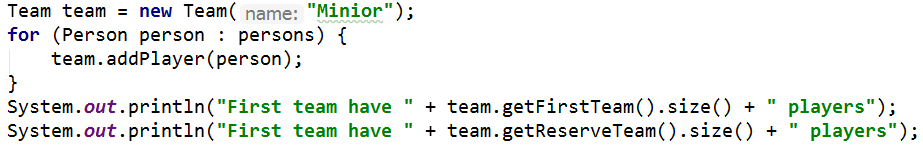 Team team = new Team( name: "Minior");
for (Person person : persons) {
    team.addPlayer(person);
}
System.out.println("First team have " + team.getFirstTeam().size() + " players");
System.out.println("First team have " + team.getReserveTeam().size() + " players");